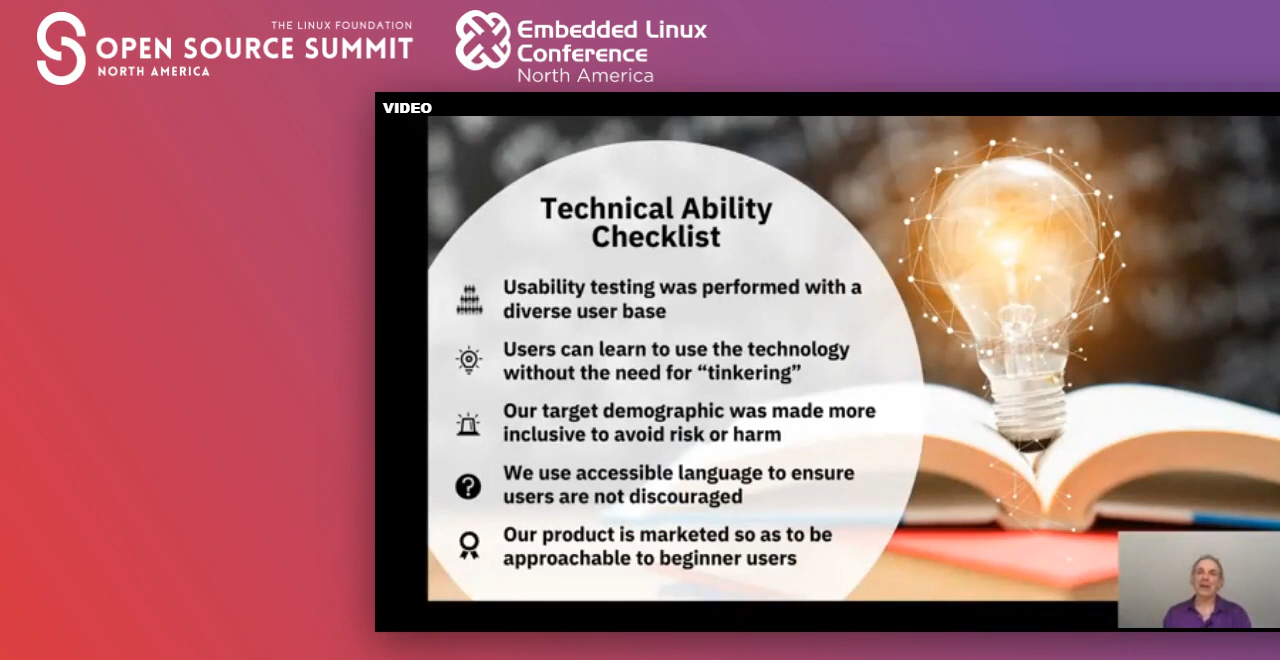 THE LINUX FOUNDATION
OPEN SOURCE SUMMIT
NORTH AMERICA
Embedded Linux
Conference
North America
VIDEO
Technical Ability
Checklist
Usability testing was performed with a
diverse user base
Users can learn to use the technology
without the need for “tinkering”
Our target demographic was made more
inclusive to avoid risk or harm
We use accessible language to ensure
users are not discouraged
Our product is marketed so as to be
approachable to beginner users